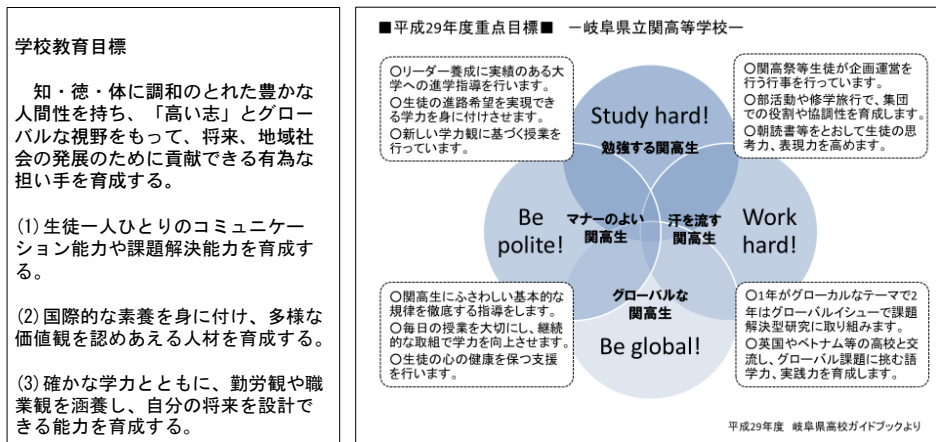 学校教育目標
知・徳・体に調和のとれた豊かな
人間性を持ち、「高い志」とグロー
バルな視野をもって、将来、地域社
会の発展のために貢献できる有為な
担い手を育成する。
(1)生徒一人ひとりのコミュニケー
ション能力や課題解決能力を育成す
る。
(2)国際的な素養を身に付け、多様な
価値観を認めあえる人材を育成する。
(3)確かな学力とともに、勤労観や職
業観を涵養し、自分の将来を設計で
きる能力を育成する。
■平成29年度重点目標■ ー岐阜県立関高等学校ー
○リーダー養成に実績のある大
学への進学指導を行います。
○生徒の進路希望を実現でき
る学力を身に付けさせます。
○新しい学力観に基づく授業を
行っています。
Study hard!
勉強する関高生
○関高祭等生徒が企画運営を
行う行事を行っています。
○部活動や修学旅行で、集団
での役割や協調性を育成します。
○朝読書等をとおして生徒の思
考力、表現力を高めます。
Be
polite!
マナーのよい
関高生
汗を流す
関高生
Work
hard!
○関高生にふさわしい基本的な
規律を徹底する指導をします。
○毎日の授業を大切にし、継続
的な取組で学力を向上させます。
○生徒の心の健康を保つ支援
を行います。
グローバルな
関高生
Be global!
○1年がグローカルなテーマで2
年はグローバルイシューで課題
解決型研究に取り組みます。
○英国やベトナム等の高校と交
流し、グローバル課題に挑む語
学力、実践力を育成します。
平成29年度 岐阜県高校ガイドブックより